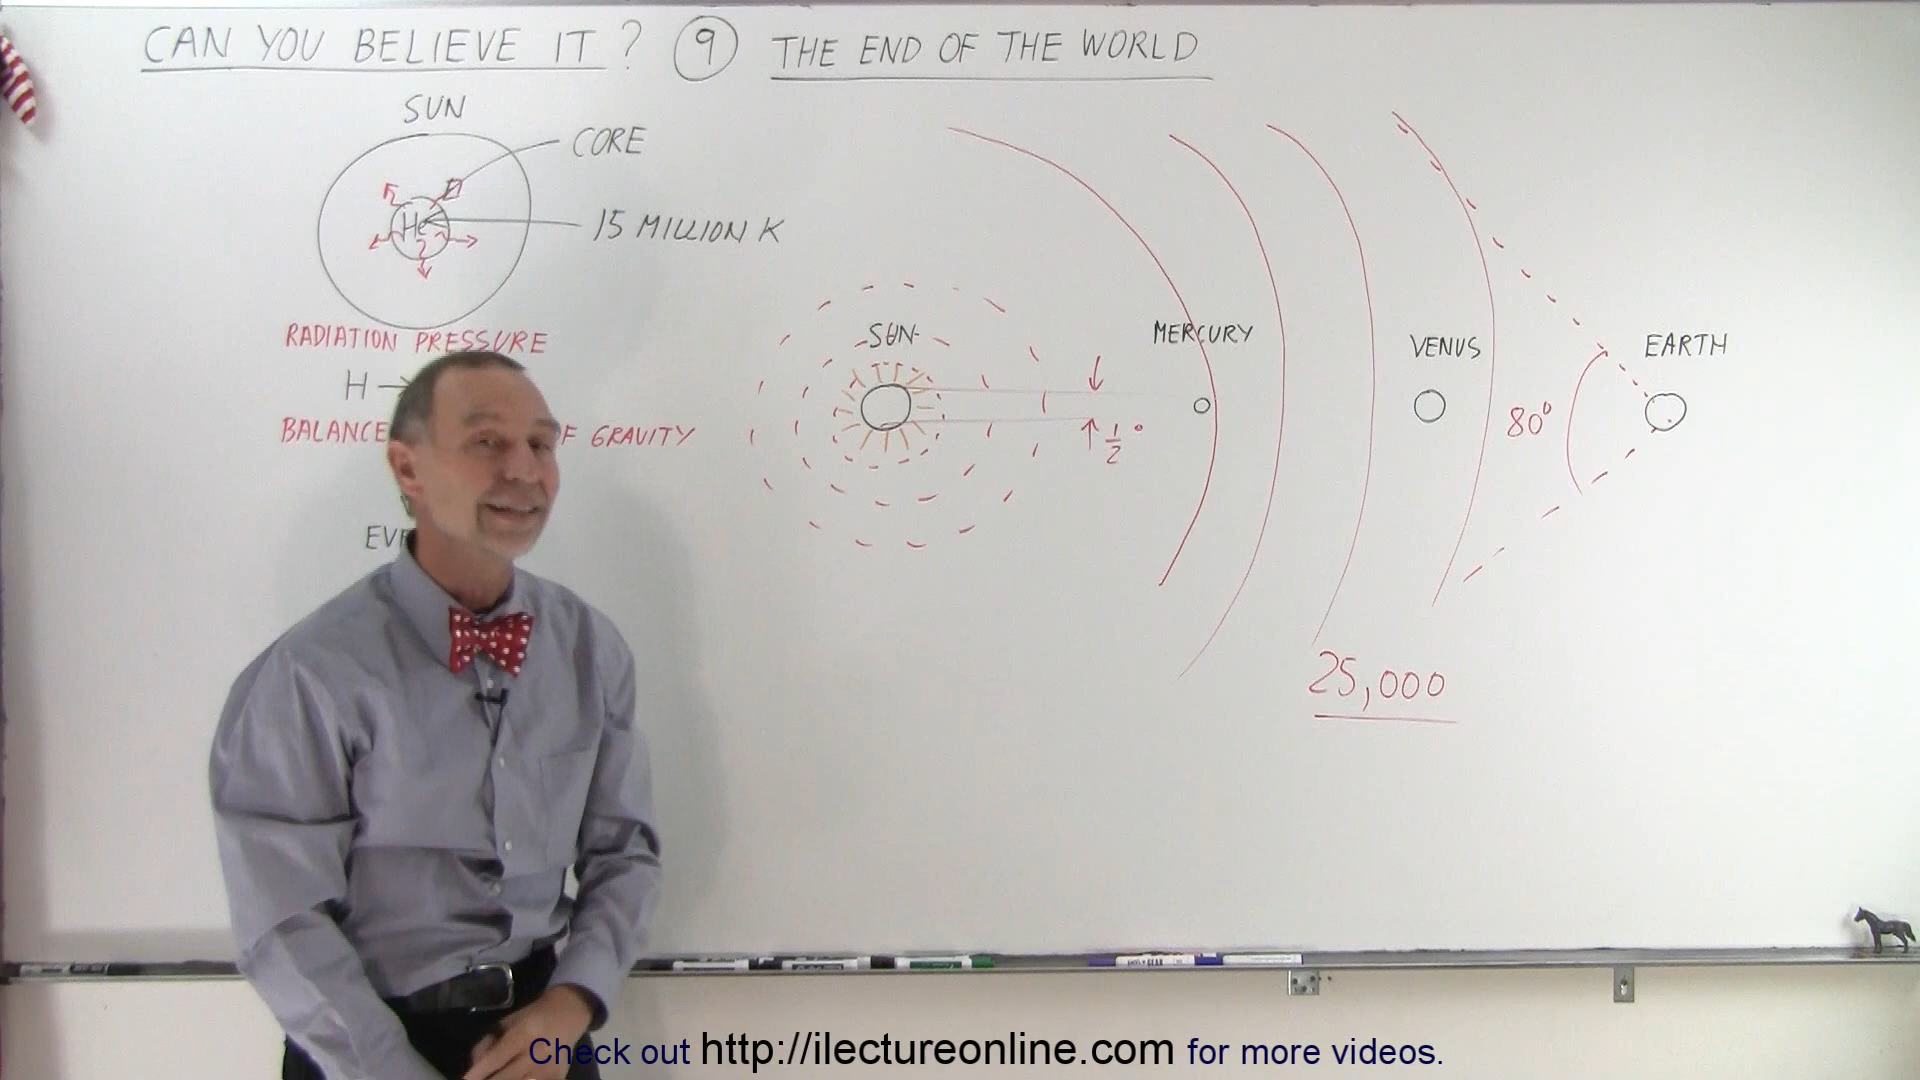 CAN YOU BELIEVE IT? 9 THE END OF THE WORLD
SUN
CORE
He
15 MILLION K
RADIATION PRESSURE
H
BALANCE F GRAVITY
SUN
MERCURY
VENUS
EARTH
1/2°
80°
25,000
Check out http://ilectureonline.com for more videos.